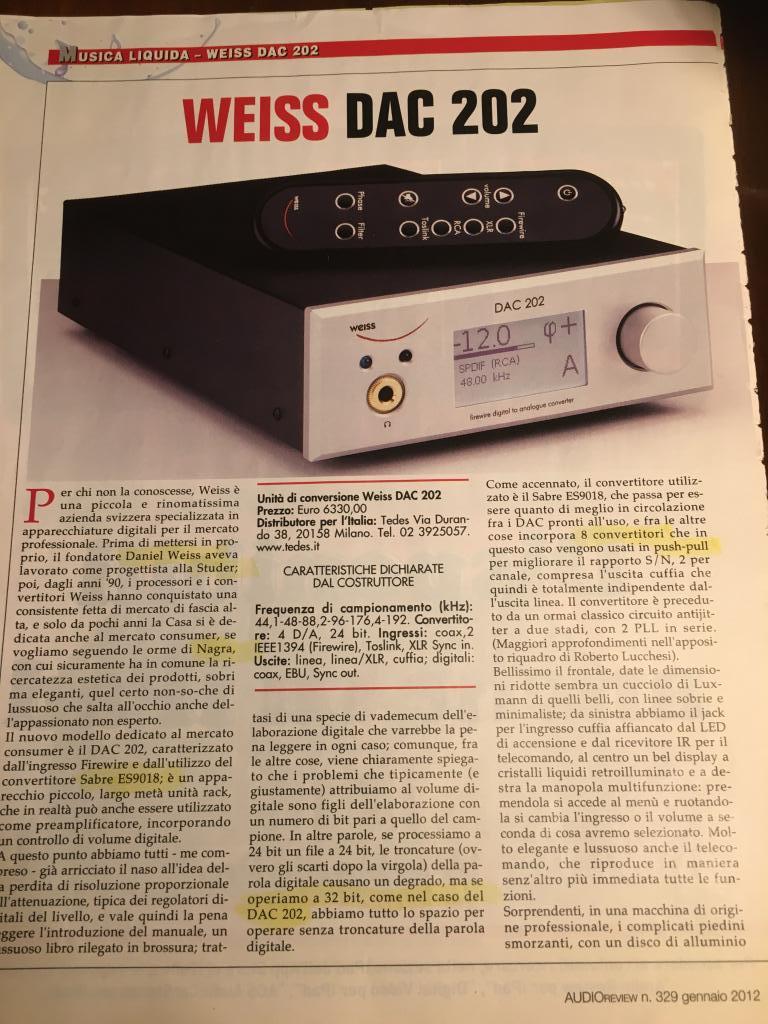 MUSICA LIQUIDA - WEISS DAC 202
WEISS DAC 202
weiss
Phase
Filter
volume
Toslink
RCA
XLR
Firewire
DAC 202
weiss
-12.0 φ+
SPDIF (RCA)
48.00 kHz
A
firewire digital to analogue converter
Per chi non la conoscesse, Weiss è
una piccola e rinomatissima
azienda svizzera specializzata in
apparecchiature digitali per il mercato
professionale. Prima di mettersi in pro-
prio, il fondatore Daniel Weiss aveva
lavorato come progettista alla Studer;
poi, dagli anni '90, i processori e i con-
vertitori Weiss hanno conquistato una
consistente fetta di mercato di fascia al-
ta, e solo da pochi anni la Casa si è de-
dicata anche al mercato consumer, se
vogliamo seguendo le orme di Nagra,
con cui sicuramente ha in comune la ri-
cercatezza estetica dei prodotti, sobri
ma eleganti, quel certo non-so-che di
lussuoso che salta all'occhio anche del-
l'appassionato non esperto.
Il nuovo modello dedicato al mercato
consumer è il DAC 202, caratterizzato
dall'ingresso Firewire e dall'utilizzo del
convertitore Sabre ES9018; è un appa-
recchio piccolo, largo metà unità rack,
che in realtà può anche essere utilizzato
come preamplificatore, incorporando
un controllo di volume digitale.
A questo punto abbiamo tutti - me com-
preso - già arricciato il naso all'idea del-
a perdita di risoluzione proporzionale
ll'attenuazione, tipica dei regolatori di-
itali del livello, e vale quindi la pena
eggere l'introduzione del manuale, un
ssuoso libro rilegato in brossura; trat-
Unità di conversione Weiss DAC 202
Prezzo: Euro 6330,00
Distributore per l'Italia: Tedes Via Duran-
do 38, 20158 Milano. Tel. 02 3925057.
www.tedes.it
CARATTERISTICHE DICHIARATE
DAL COSTRUTTORE
Frequenza di campionamento (kHz):
44,1-48-88,2-96-176,4-192. Convertito-
re: 4 D/A, 24 bit. Ingressi: coax,2
IEEE1394 (Firewire), Toslink, XLR Sync in.
Uscite: linea, linea/XLR, cuffia; digitali:
coax, EBU, Sync out.
tasi di una specie di vademecum dell'e-
laborazione digitale che varrebbe la pe-
na leggere in ogni caso; comunque, fra
le altre cose, viene chiaramente spiega-
to che i problemi che tipicamente (e
giustamente) attribuiamo al volume di-
gitale sono figli dell'elaborazione con
un numero di bit pari a quello del cam-
pione. In altre parole, se processiamo a
24 bit un file a 24 bit, le troncature (ov-
vero gli scarti dopo la virgola) della pa-
rola digitale causano un degrado, ma se
operiamo a 32 bit, come nel caso del
DAC 202, abbiamo tutto lo spazio per
operare senza troncature della parola
digitale.
Come accennato, il convertitore utiliz-
zato è il Sabre ES9018, che passa per es-
sere quanto di meglio in circolazione
fra i DAC pronti all'uso, e fra le altre
cose incorpora 8 convertitori che in
questo caso vengono usati in push-pull
per migliorare il rapporto S/N, 2 per
canale, compresa l'uscita cuffia che
quindi è totalmente indipendente dal-
l'uscita linea. Il convertitore è precedu-
to da un ormai classico circuito antijit-
ter a due stadi, con 2 PLL in serie.
(Maggiori approfondimenti nell'apposi-
to riquadro di Roberto Lucchesi).
Bellissimo il frontale, date le dimensio-
ni ridotte sembra un cucciolo di Lux-
mann di quelli belli, con linee sobrie e
minimaliste; da sinistra abbiamo il jack
per l'ingresso cuffia affiancato dal LED
di accensione e dal ricevitore IR per il
telecomando, al centro un bel display a
cristalli liquidi retroilluminato e a de-
stra la manopola multifunzione: pre-
mendola si accede al menù e ruotando-
la si cambia l'ingresso o il volume a se-
conda di cosa avremo selezionato. Mol-
to elegante e lussuoso anche il teleco-
mando, che riproduce in maniera
senz'altro più immediata tutte le fun-
zioni.
Sorprendenti, in una macchina di origi-
ne professionale, i complicati piedini
smorzanti, con un disco di alluminio
AUDIOREVIEW n. 329 gennaio 2012